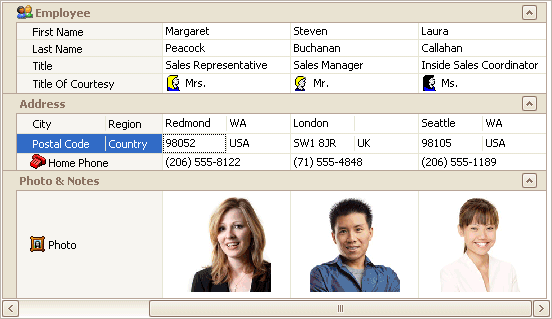 Employee
First Name Margaret Steven Laura
Last Name Peacock Buchanan Callahan
Title Sales Representative Sales Manager Inside Sales Coordinator
Title Of Courtesy Mrs. Mr. Ms.
Address
City Region Redmond WA London Seattle WA
Postal Code Country 98052 USA SW1 8JR UK 98105 USA
Home Phone (206) 555-8122 (71) 555-4848 (206) 555-1189
Photo & Notes
Photo